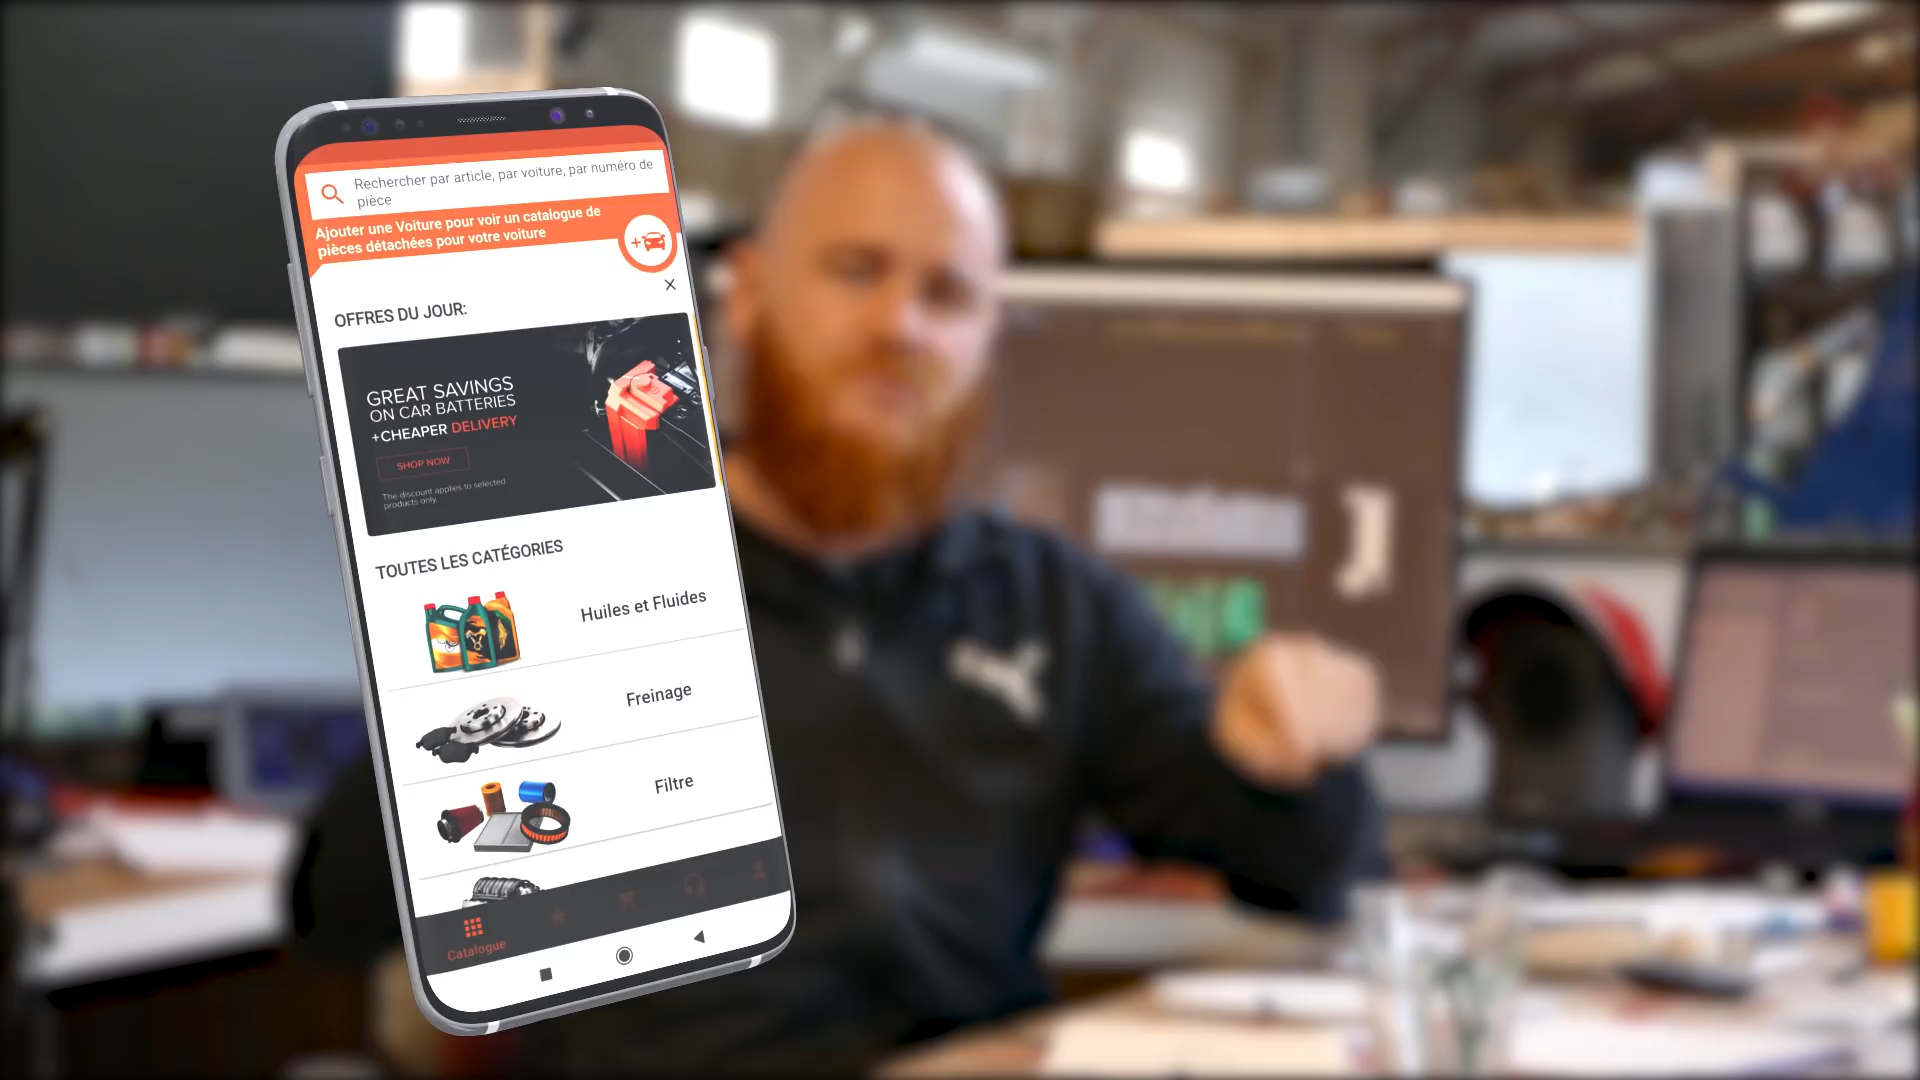 Rechercher par article, par voiture, par numéro de
pièce
Ajouter une Voiture pour voir un catalogue de
pièces détachées pour votre voiture
OFFRES DU JOUR:
GREAT SAVINGS
ON CAR BATTERIES
+CHEAPER DELIVERY
SHOP NOW
The discount applies to selected
products only.
TOUTES LES CATÉGORIES
Huiles et Fluides
Freinage
Filtre
Catalogue